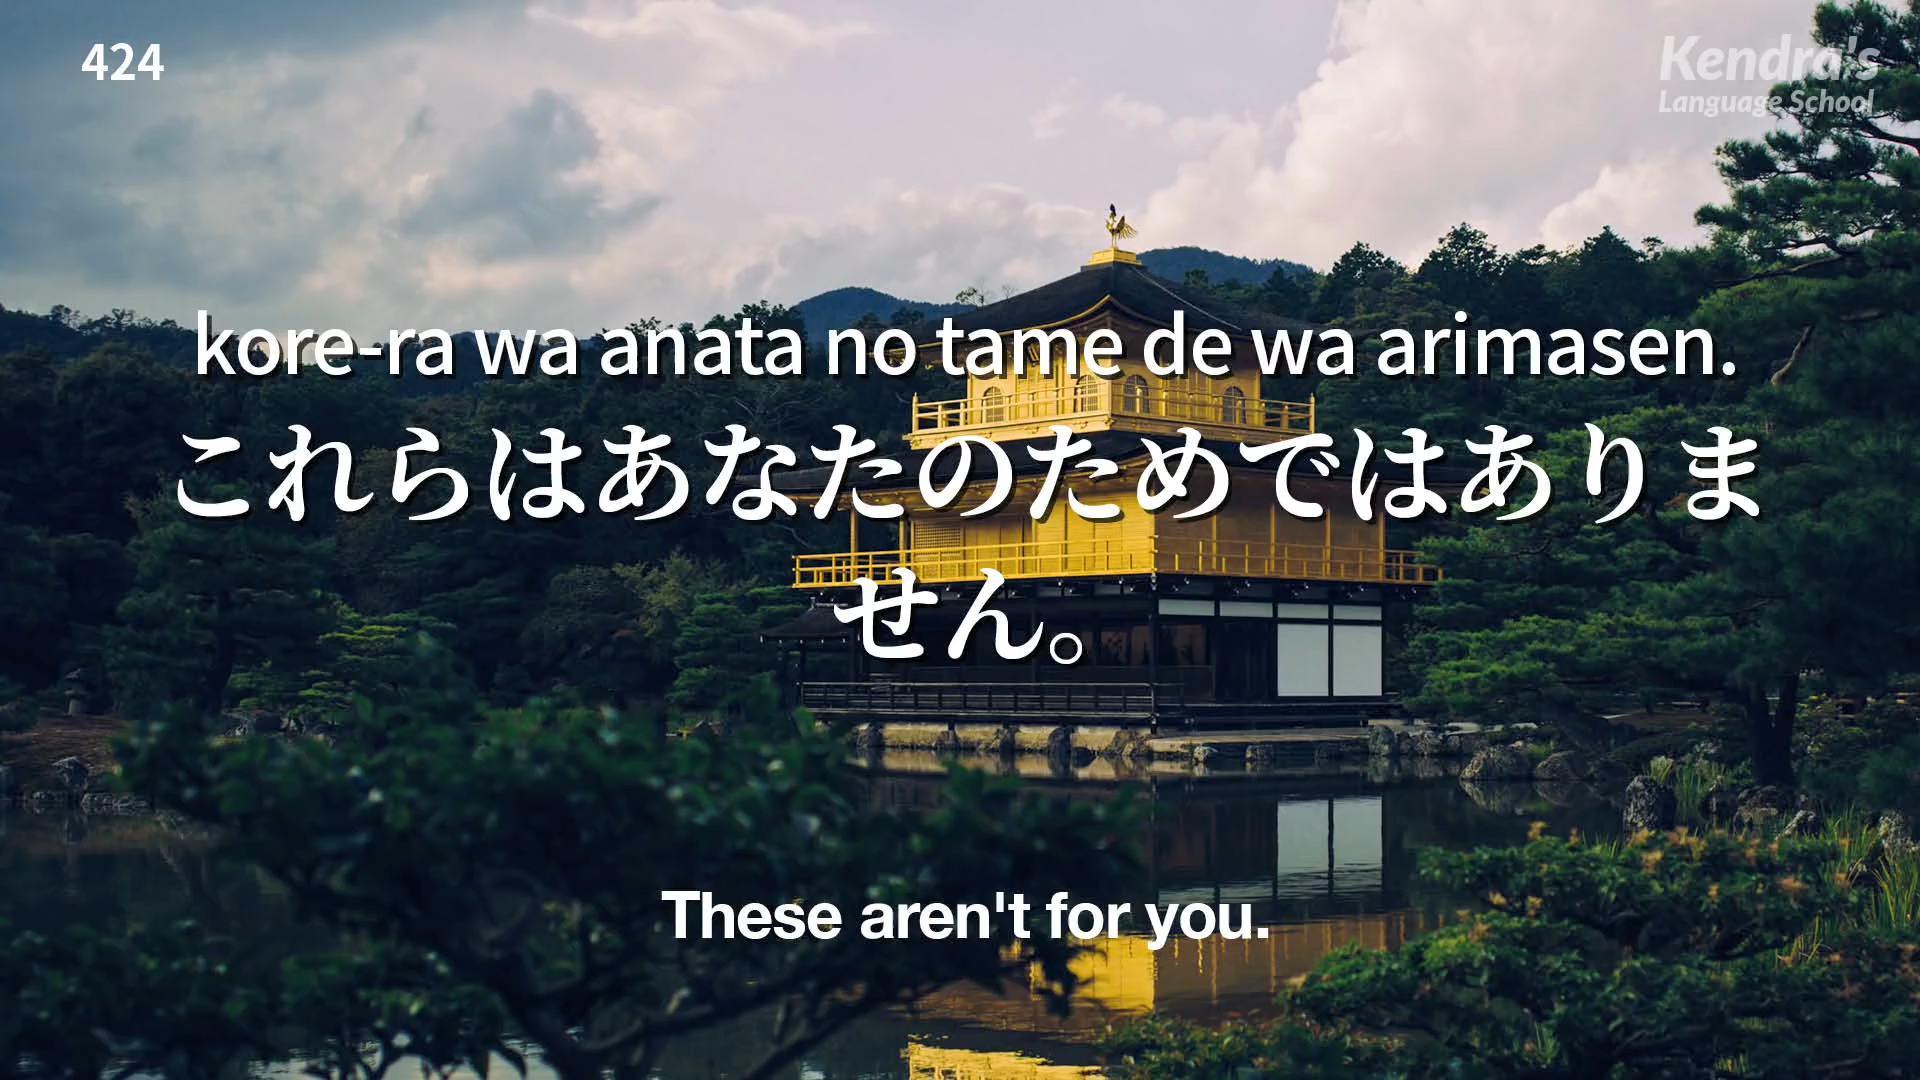 424
Kendra's
Language School
kore-ra wa anata no tame de wa arimasen.
これらはあなたのためではありま
せん。
These aren't for you.